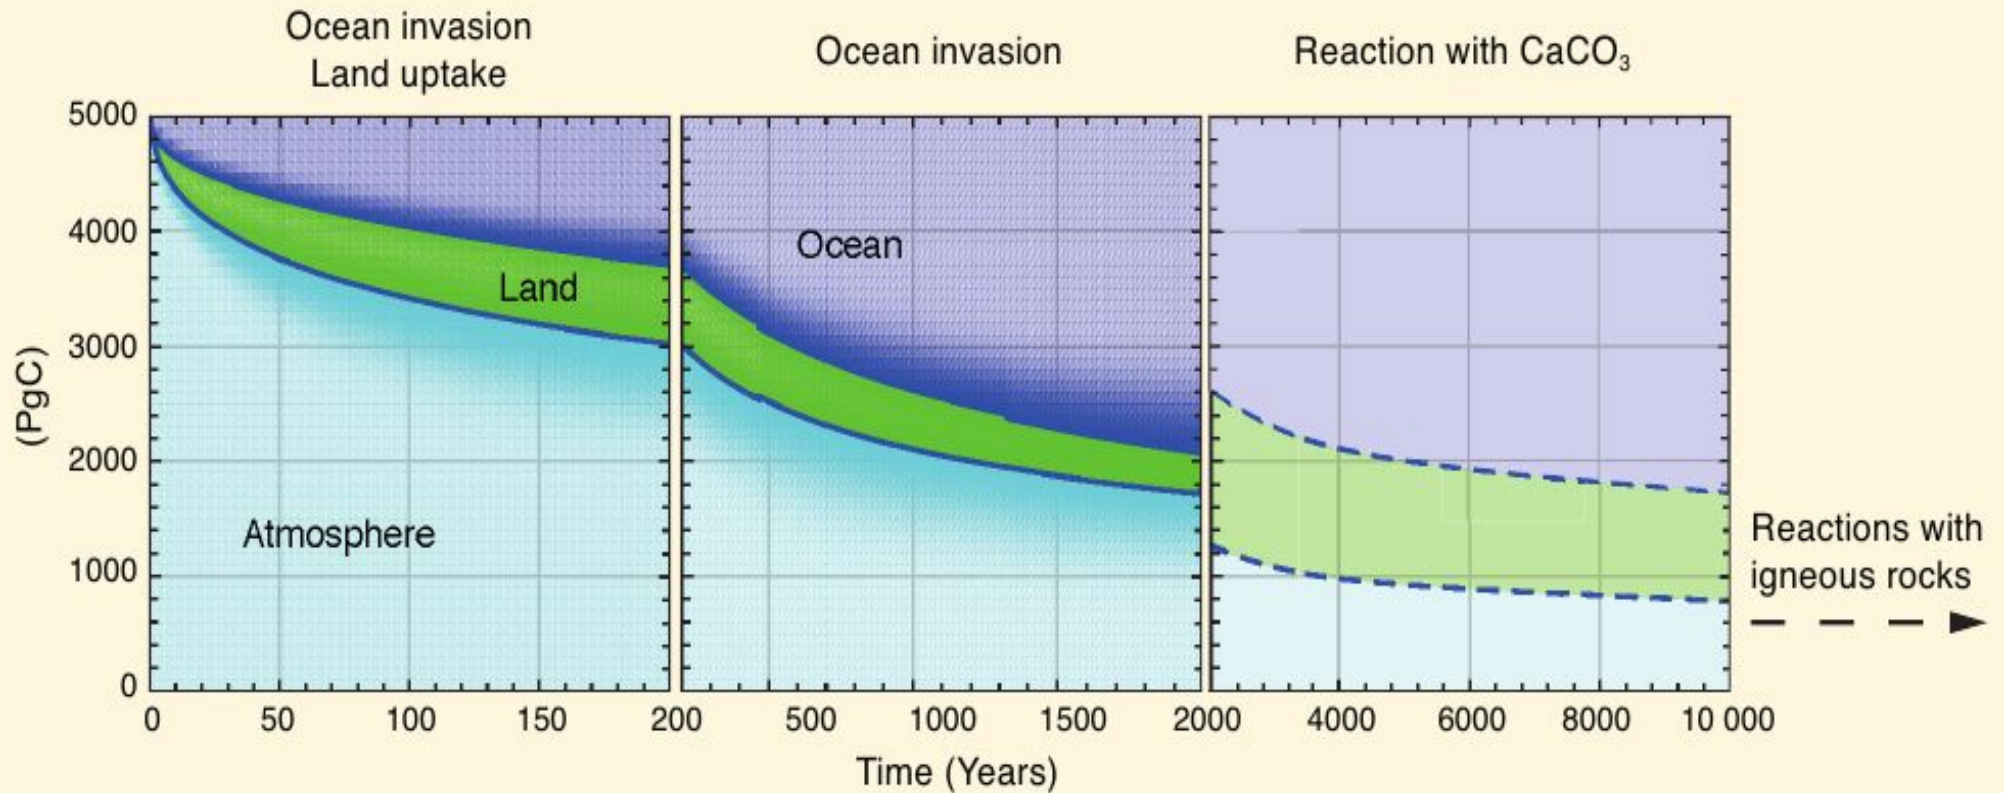 Ocean invasion
Land uptake
Ocean invasion
Reaction with CaCO₃
5000
4000
3000
2000
1000
0
(PgC)
Ocean
Land
Atmosphere
Reactions with
igneous rocks
0 50 100 150 200 500 1000 1500 2000 4000 6000 8000 10 000
Time (Years)